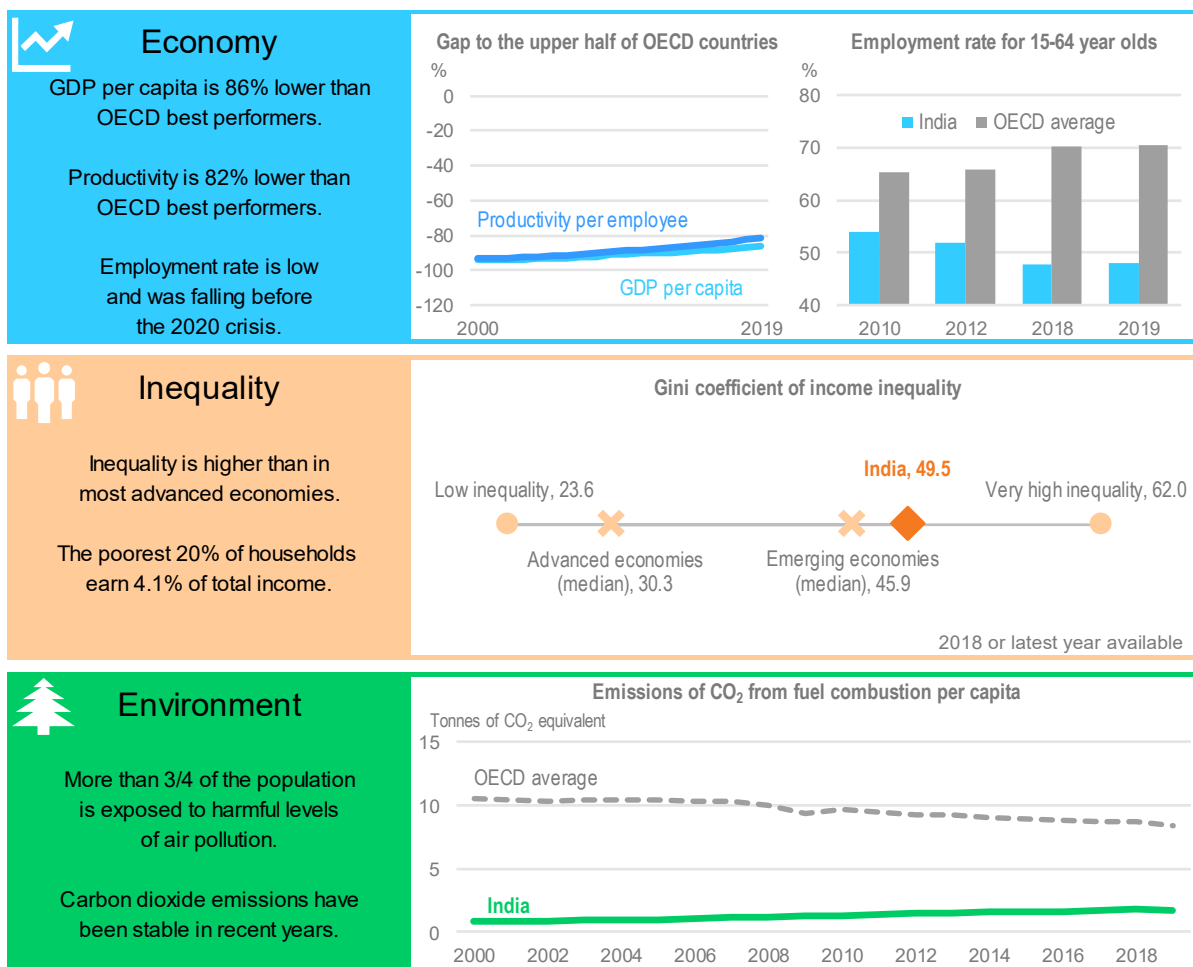 Economy
GDP per capita is 86% lower than
OECD best performers.
Productivity is 82% lower than
OECD best performers.
Employment rate is low
and was falling before
the 2020 crisis.
Gap to the upper half of OECD countries
%
0
-20
-40
-60
-80
-100
-120
Productivity per employee
GDP per capita
2000 2019
Employment rate for 15-64 year olds
%
80
70
60
50
40
India OECD average
2010 2012 2018 2019
Inequality
Inequality is higher than in
most advanced economies.
The poorest 20% of households
earn 4.1% of total income.
Gini coefficient of income inequality
India, 49.5
Low inequality, 23.6
Very high inequality, 62.0
Advanced economies
(median), 30.3
Emerging economies
(median), 45.9
2018 or latest year available
Environment
More than 3/4 of the population
is exposed to harmful levels
of air pollution.
Carbon dioxide emissions have
been stable in recent years.
Emissions of CO₂ from fuel combustion per capita
Tonnes of CO₂ equivalent
15
10
5
0
OECD average
India
2000 2002 2004 2006 2008 2010 2012 2014 2016 2018